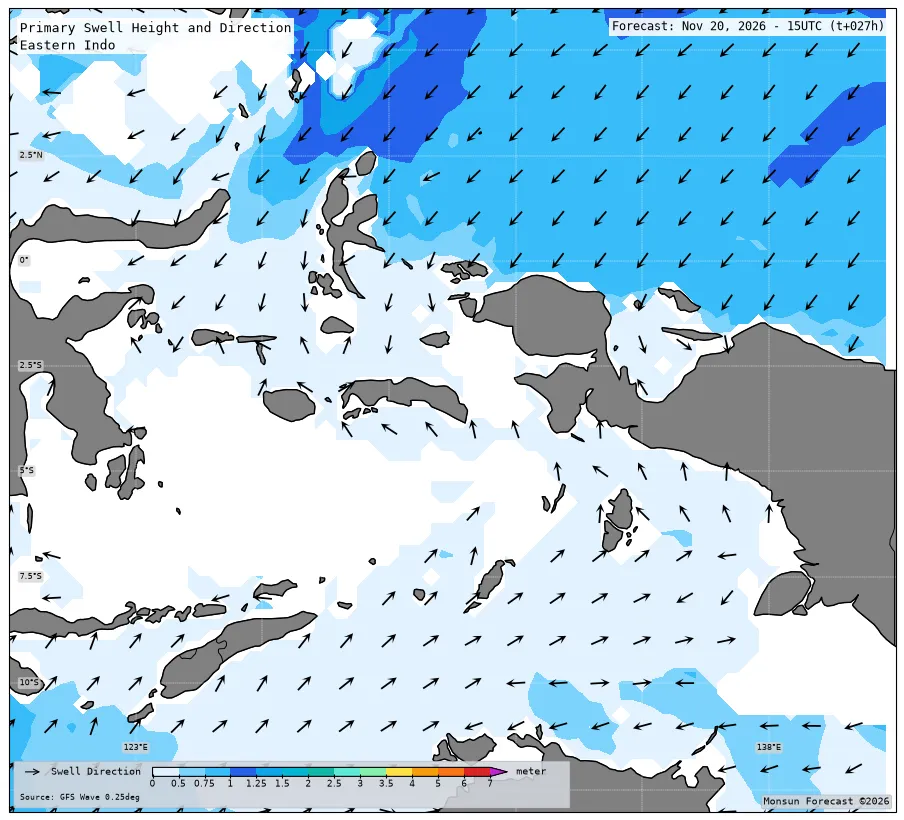 Primary Swell Height and Direction
Eastern Indo
Forecast: Nov 20, 2026 - 15UTC (t+027h)
2.5°N
0°
2.5°S
5°S
7.5°S
10°S
123°E
138°E
Swell Direction
0 0.5 0.75 1 1.25 1.5 2 2.5 3 3.5 4 5 6 7
meter
Source: GFS Wave 0.25deg
Monsun Forecast ©2026